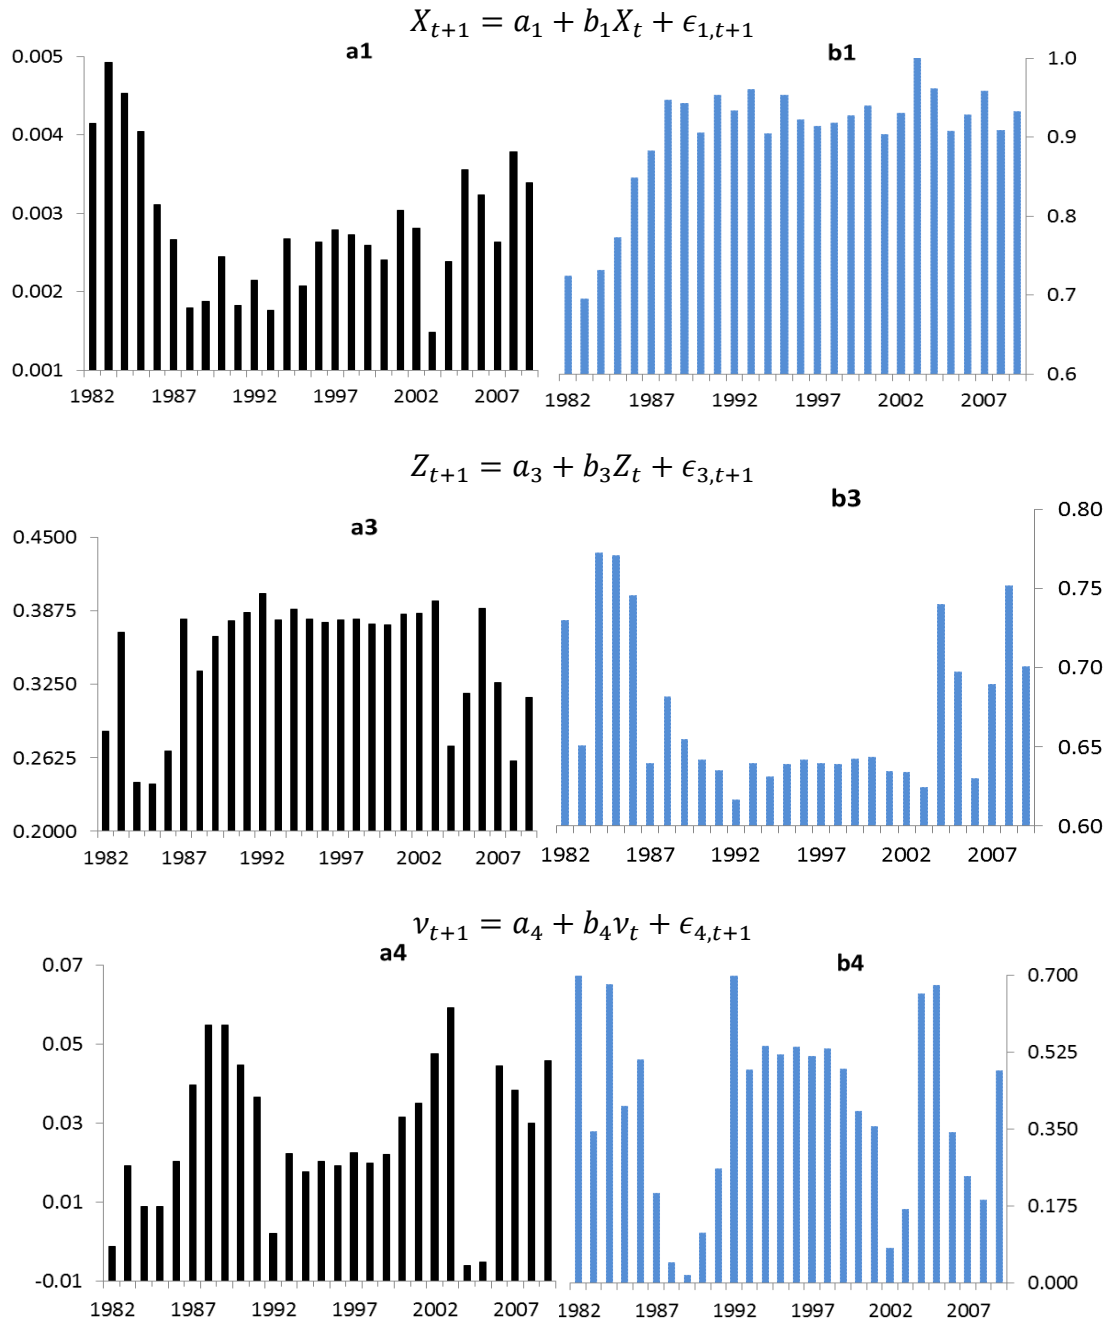 X_{t+1} = a_1 + b_1X_t + ϵ_{1,t+1}
a1 b1
0.005
0.004
0.003
0.002
0.001
1982 1987 1992 1997 2002 2007
1.0
0.9
0.8
0.7
0.6
1982 1987 1992 1997 2002 2007
Z_{t+1} = a_3 + b_3Z_t + ϵ_{3,t+1}
a3 b3
0.4500
0.3875
0.3250
0.2625
0.2000
1982 1987 1992 1997 2002 2007
0.80
0.75
0.70
0.65
0.60
1982 1987 1992 1997 2002 2007
ν_{t+1} = a_4 + b_4ν_t + ϵ_{4,t+1}
a4 b4
0.07
0.05
0.03
0.01
-0.01
1982 1987 1992 1997 2002 2007
0.700
0.525
0.350
0.175
0.000
1982 1987 1992 1997 2002 2007